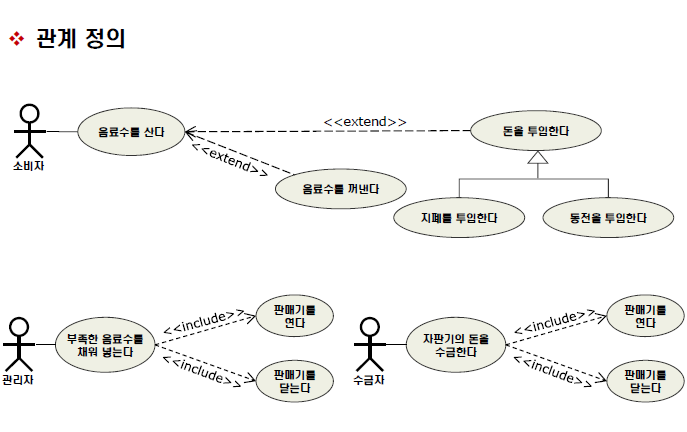 관계 정의
<<extend>>
음료수를 산다
돈을 투입한다
소비자
<<extend>>
음료수를 꺼낸다
지폐를 투입한다
동전을 투입한다
부족한 음료수를
채워 넣는다
<<include>>
판매기를
연다
<<include>>
판매기를
닫는다
관리자
자판기의 돈을
수금한다
<<include>>
판매기를
연다
<<include>>
판매기를
닫는다
수금자